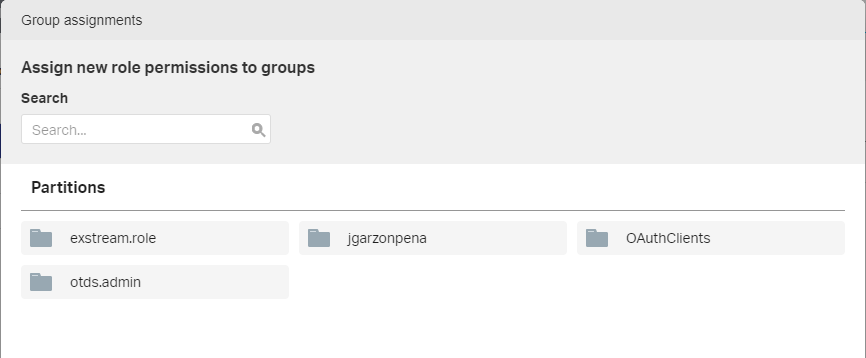 Group assignments
Assign new role permissions to groups
Search
Search...
Partitions
exstream.role
jgarzonpena
OAuthClients
otds.admin